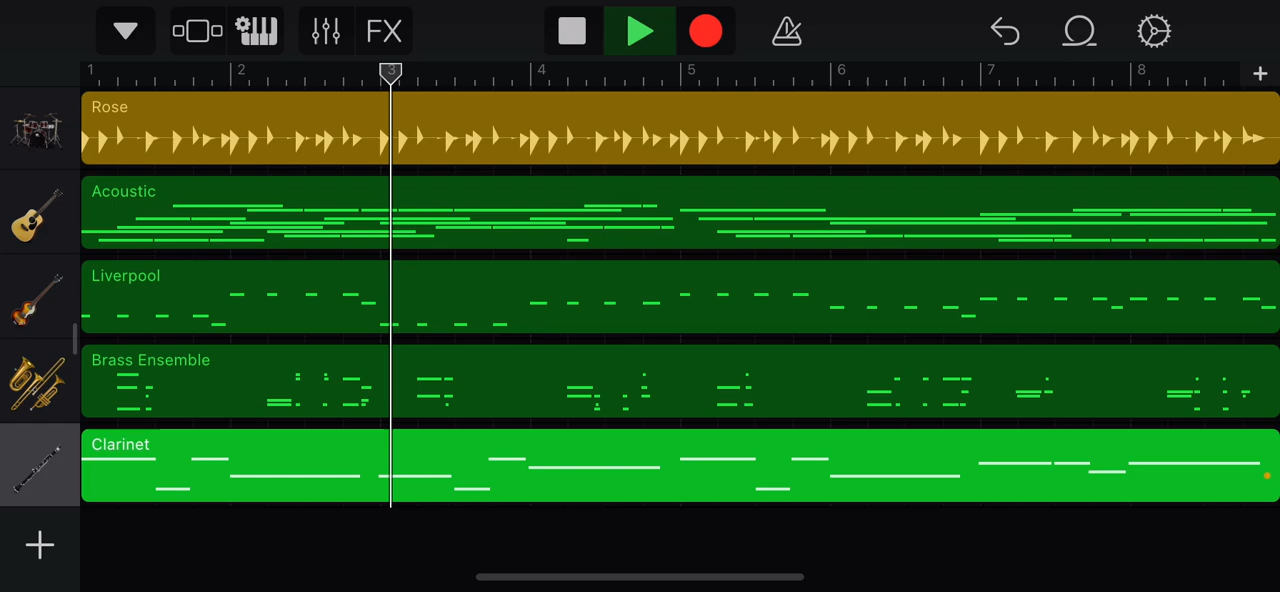 FX
1 2 3 4 5 6 7 8
Rose
Acoustic
Liverpool
Brass Ensemble
Clarinet